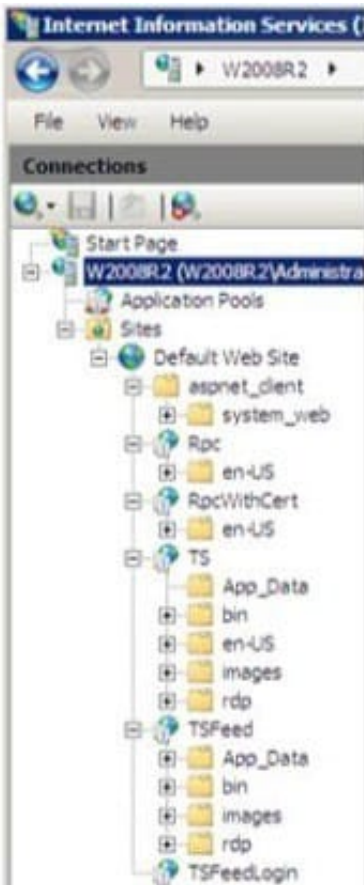 Internet Information Services (
W2008R2
File View Help
Connections
Start Page
W2008R2 (W2008R2\Administra
Application Pools
Sites
Default Web Site
aspnet_client
system_web
Rpc
en-US
RpcWithCert
en-US
TS
App_Data
bin
en-US
images
rdp
TSFeed
App_Data
bin
images
rdp
TSFeedLogin